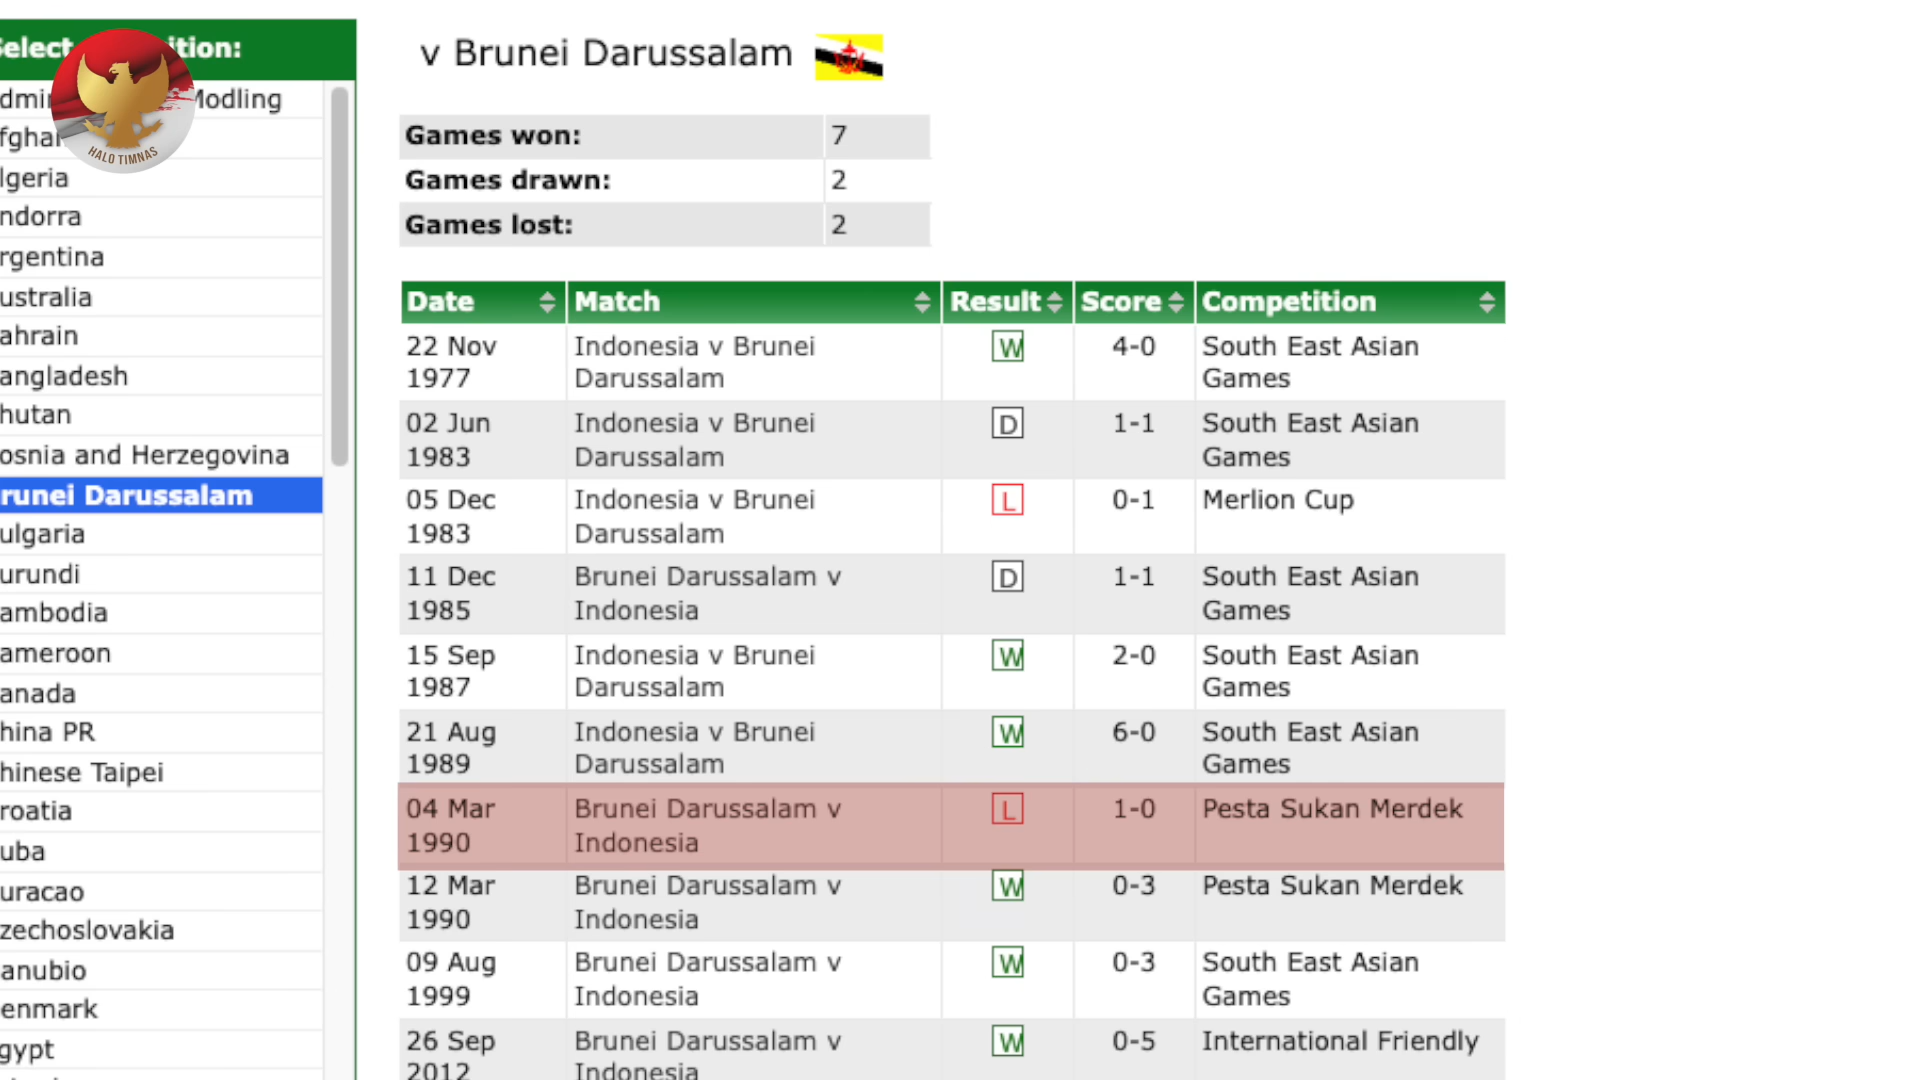 Select
ition:
dmi
Modling
fgha
HALO TIMNAS
lgeria
ndorra
rgentina
ustralia
ahrain
angladesh
hutan
osnia and Herzegovina
runei Darussalam
ulgaria
urundi
ambodia
ameroon
anada
hina PR
hinese Taipei
roatia
uba
uracao
zechoslovakia
anubio
enmark
gypt
v Brunei Darussalam
Games won: 7
Games drawn: 2
Games lost: 2
Date Match Result Score Competition
22 Nov Indonesia v Brunei W 4-0 South East Asian
1977 Darussalam Games
02 Jun Indonesia v Brunei D 1-1 South East Asian
1983 Darussalam Games
05 Dec Indonesia v Brunei L 0-1 Merlion Cup
1983 Darussalam
11 Dec Brunei Darussalam v D 1-1 South East Asian
1985 Indonesia Games
15 Sep Indonesia v Brunei W 2-0 South East Asian
1987 Darussalam Games
21 Aug Indonesia v Brunei W 6-0 South East Asian
1989 Darussalam Games
04 Mar Brunei Darussalam v L 1-0 Pesta Sukan Merdek
1990 Indonesia
12 Mar Brunei Darussalam v W 0-3 Pesta Sukan Merdek
1990 Indonesia
09 Aug Brunei Darussalam v W 0-3 South East Asian
1999 Indonesia Games
26 Sep Brunei Darussalam v W 0-5 International Friendly
2012 Indonesia